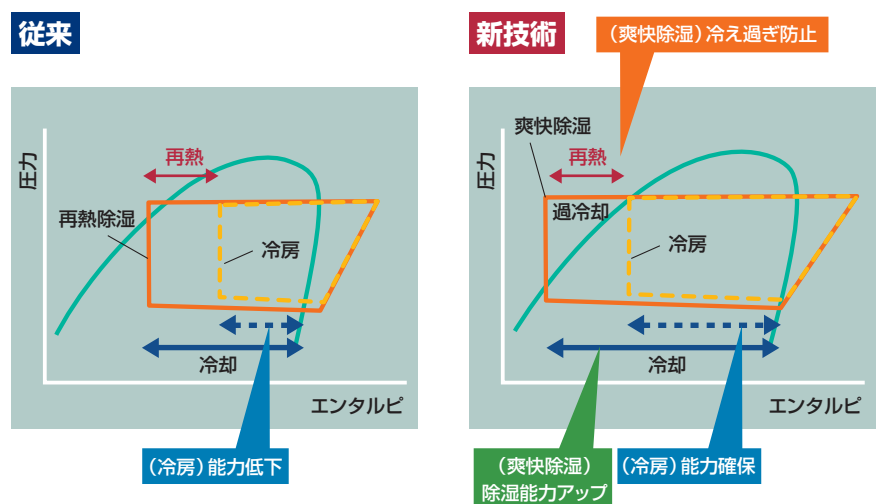 従来
圧力
再熱
再熱除湿
冷房
冷却
エンタルピ
（冷房）能力低下
新技術
（爽快除湿）冷え過ぎ防止
圧力
爽快除湿
再熱
過冷却
冷房
冷却
エンタルピ
（爽快除湿）
除湿能力アップ
（冷房）能力確保